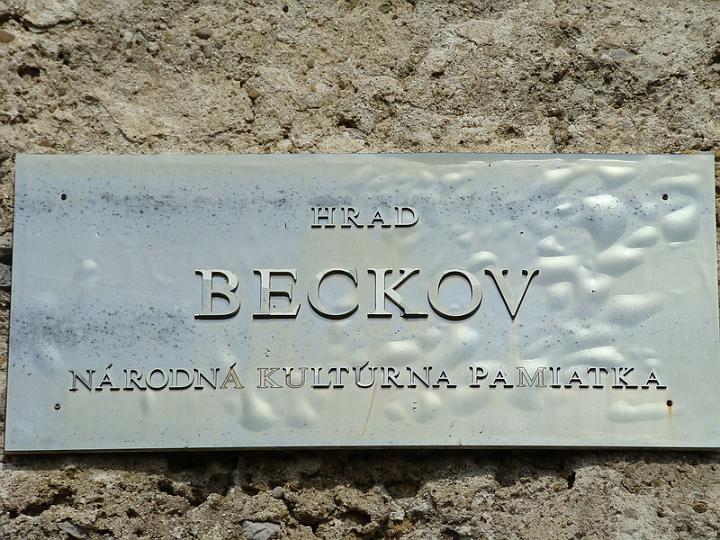 HRAD
BECKOV
NÁRODNÁ KULTÚRNA PAMIATKA